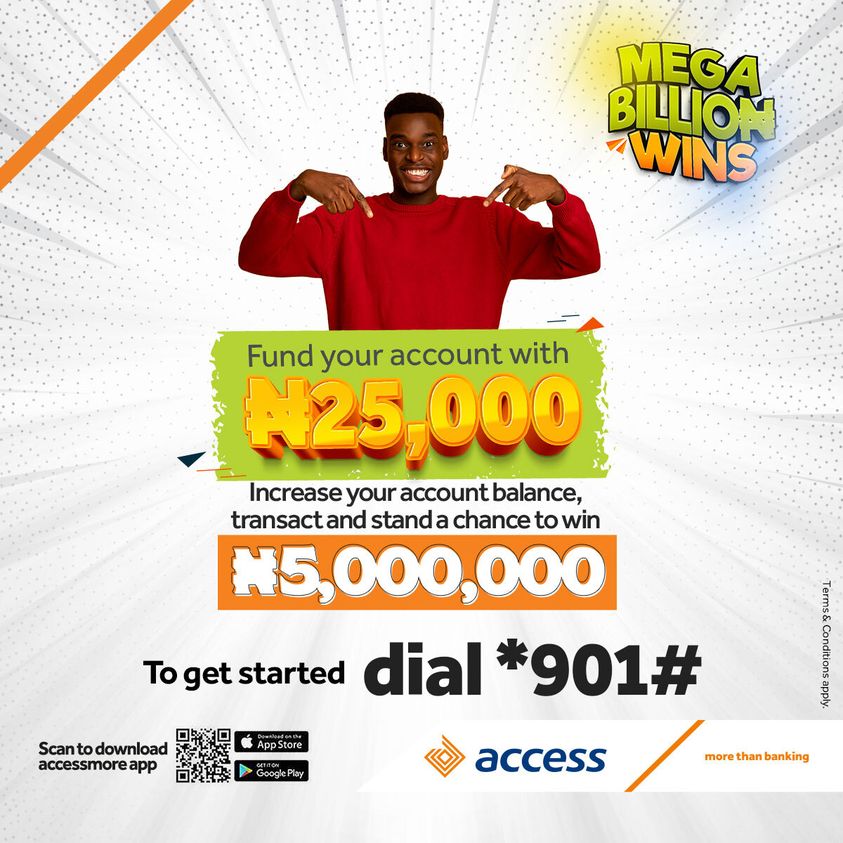 MEGA
BILLION
WINS
Fund your account with
₦25,000
Increase your account balance,
transact and stand a chance to win
₦5,000,000
Terms & Conditions apply.
To get started dial *901#
Scan to download
accessmore app
Download on the
App Store
GET IT ON
Google Play
access
more than banking